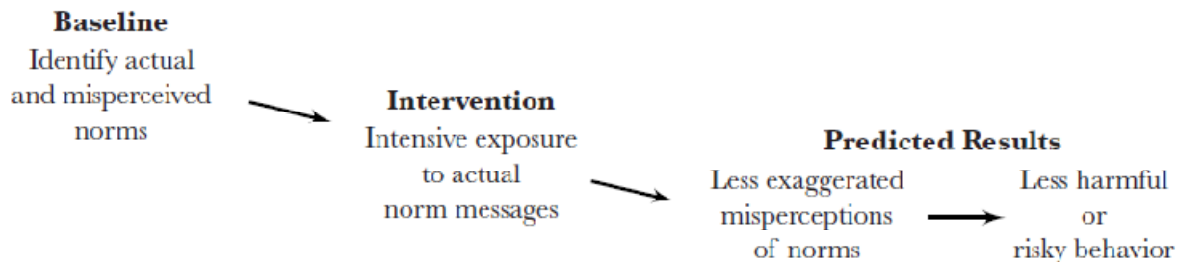 Baseline
Identify actual
and misperceived
norms
Intervention
Intensive exposure
to actual
norm messages
Predicted Results
Less exaggerated
misperceptions
of norms
Less harmful
or
risky behavior